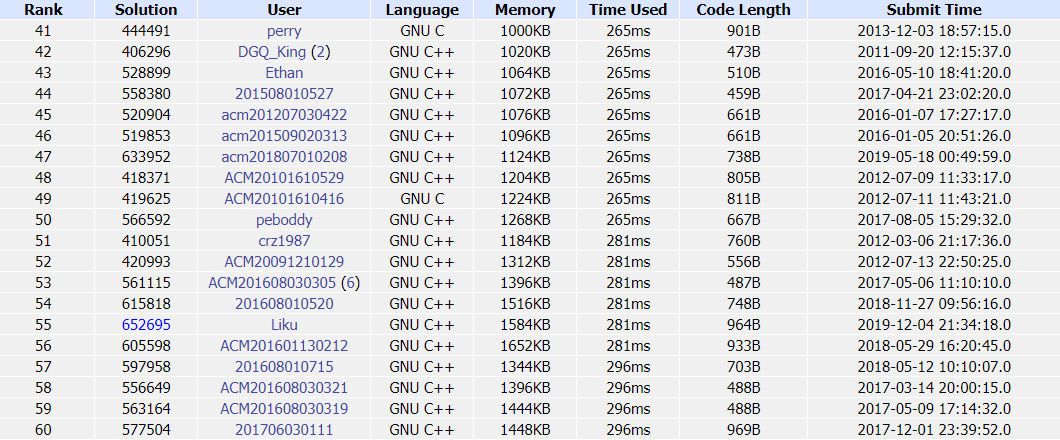 Rank Solution User Language Memory Time Used Code Length Submit Time
41 444491 perry GNU C 1000KB 265ms 901B 2013-12-03 18:57:15.0
42 406296 DGQ_King (2) GNU C++ 1020KB 265ms 473B 2011-09-20 12:15:37.0
43 528899 Ethan GNU C++ 1064KB 265ms 510B 2016-05-10 18:41:20.0
44 558380 201508010527 GNU C++ 1072KB 265ms 459B 2017-04-21 23:02:20.0
45 520904 acm201207030422 GNU C++ 1076KB 265ms 661B 2016-01-07 17:27:17.0
46 519853 acm201509020313 GNU C++ 1096KB 265ms 661B 2016-01-05 20:51:26.0
47 633952 acm201807010208 GNU C++ 1124KB 265ms 738B 2019-05-18 00:49:59.0
48 418371 ACM20101610529 GNU C++ 1204KB 265ms 805B 2012-07-09 11:33:17.0
49 419625 ACM20101610416 GNU C 1224KB 265ms 811B 2012-07-11 11:43:21.0
50 566592 peboddy GNU C++ 1268KB 265ms 667B 2017-08-05 15:29:32.0
51 410051 crz1987 GNU C++ 1184KB 281ms 760B 2012-03-06 21:17:36.0
52 420993 ACM20091210129 GNU C++ 1312KB 281ms 556B 2012-07-13 22:50:25.0
53 561115 ACM201608030305 (6) GNU C++ 1396KB 281ms 487B 2017-05-06 11:10:10.0
54 615818 201608010520 GNU C++ 1516KB 281ms 748B 2018-11-27 09:56:16.0
55 652695 Liku GNU C++ 1584KB 281ms 964B 2019-12-04 21:34:18.0
56 605598 ACM201601130212 GNU C++ 1652KB 281ms 933B 2018-05-29 16:20:45.0
57 597958 201608010715 GNU C++ 1344KB 296ms 703B 2018-05-12 10:10:07.0
58 556649 ACM201608030321 GNU C++ 1396KB 296ms 488B 2017-03-14 20:00:15.0
59 563164 ACM201608030319 GNU C++ 1444KB 296ms 488B 2017-05-09 17:14:32.0
60 577504 201706030111 GNU C++ 1448KB 296ms 969B 2017-12-01 23:39:52.0